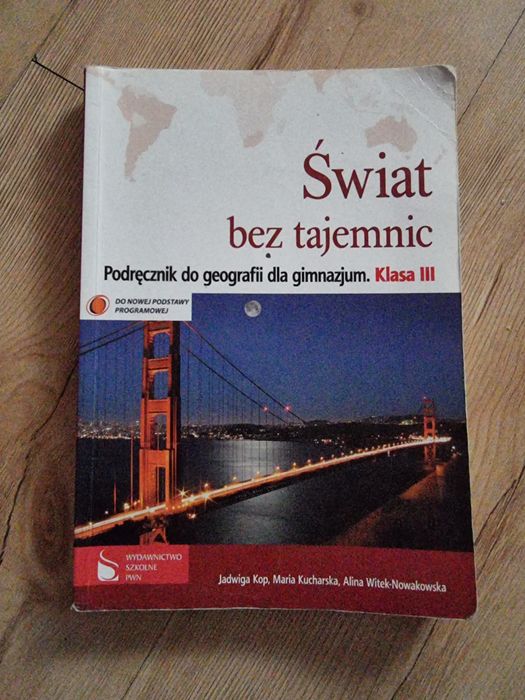 Świat
bez tajemnic
Podręcznik do geografii dla gimnazjum. Klasa III
DO NOWEJ PODSTAWY
PROGRAMOWEJ
WYDAWNICTWO
SZKOLNE
PWN
Jadwiga Kop, Maria Kucharska, Alina Witek-Nowakowska